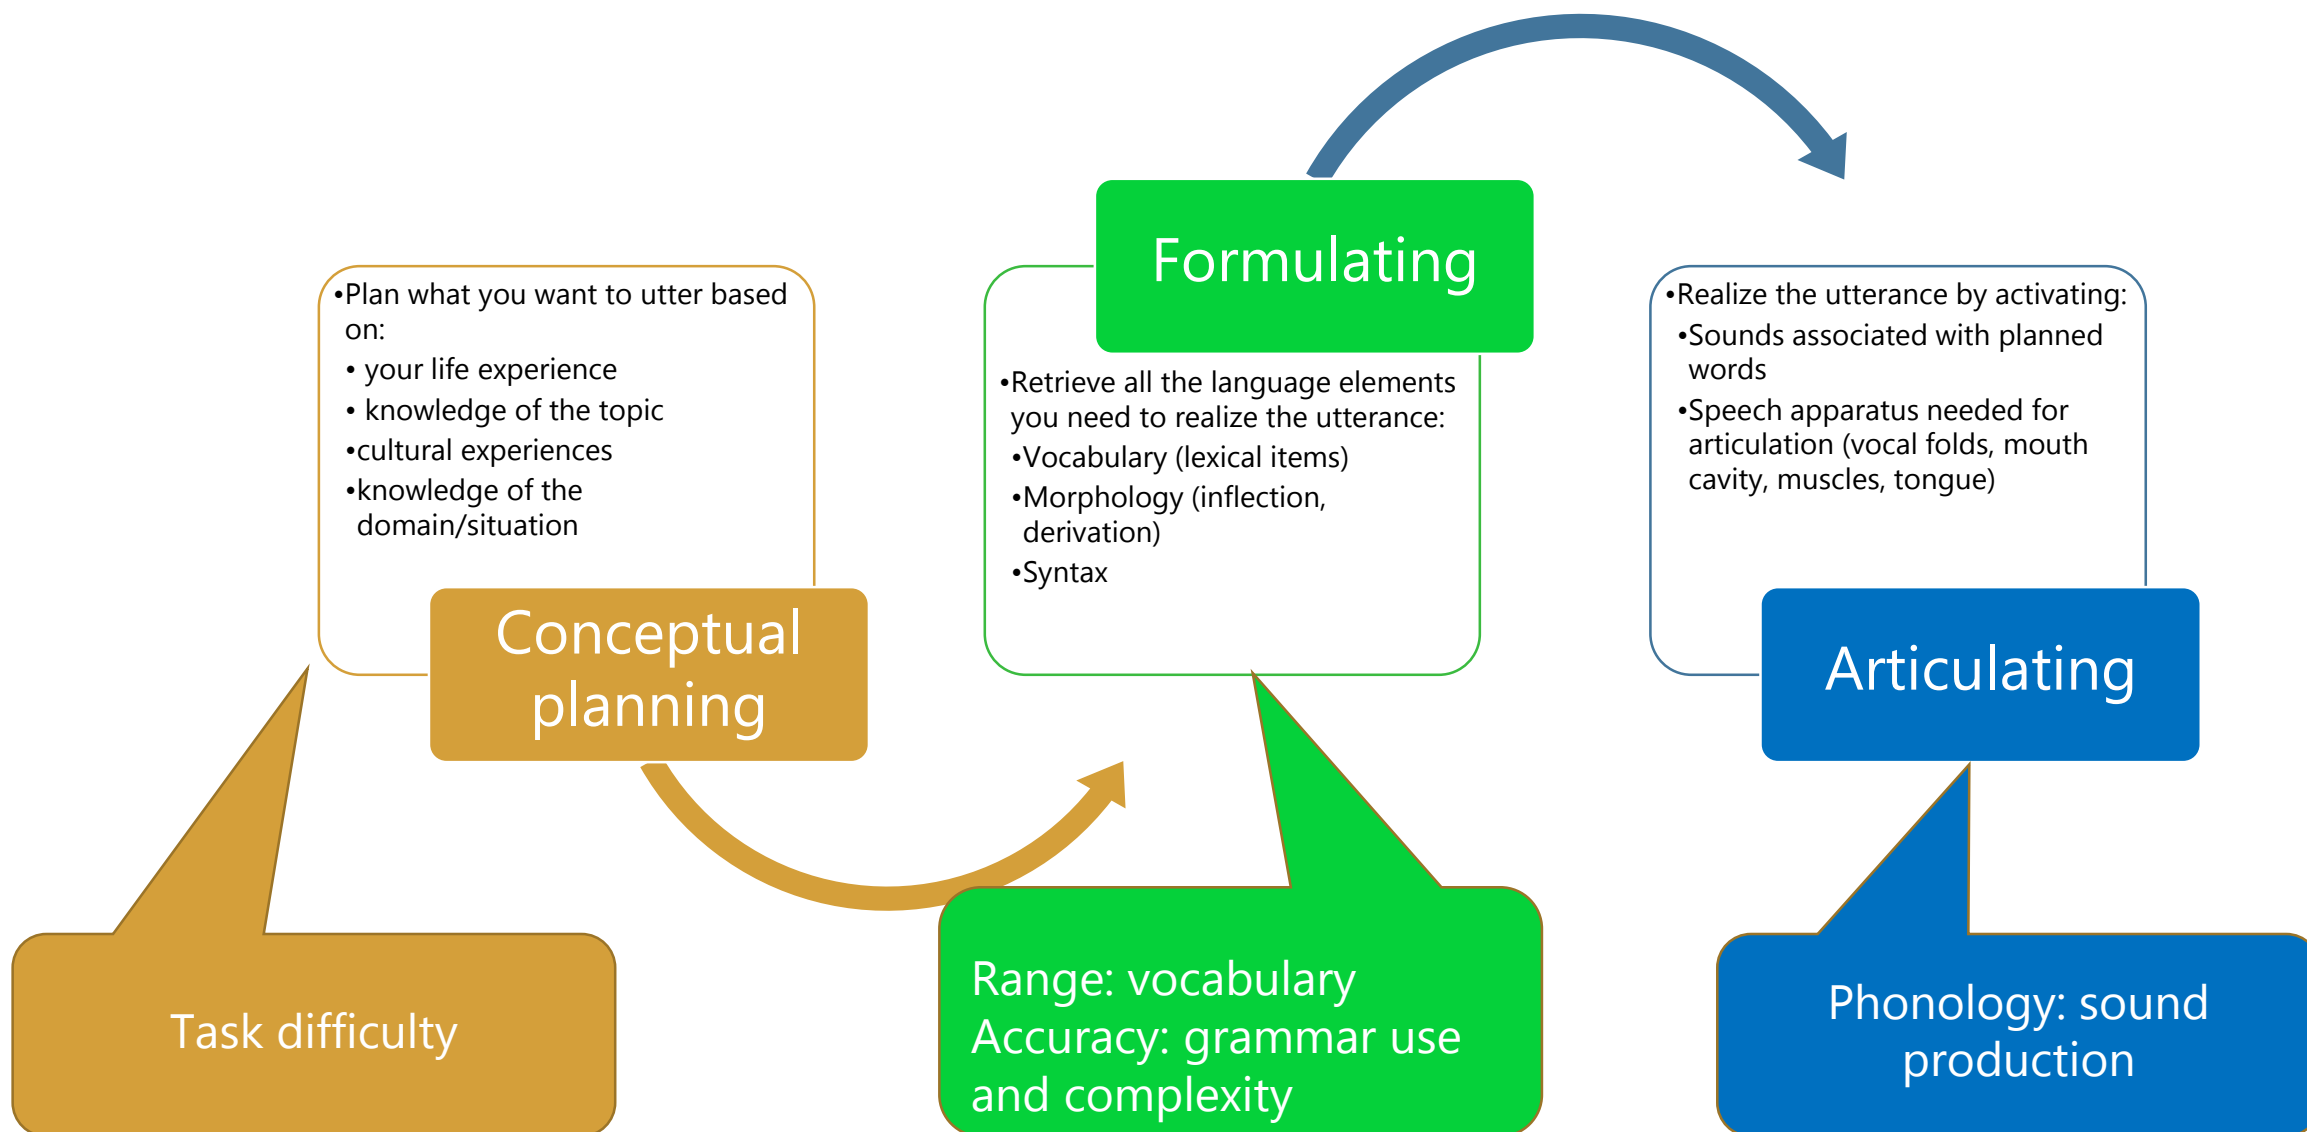 •Plan what you want to utter based
on:
• your life experience
• knowledge of the topic
•cultural experiences
•knowledge of the
domain/situation
Conceptual
planning
Task difficulty
Formulating
•Retrieve all the language elements
you need to realize the utterance:
•Vocabulary (lexical items)
•Morphology (inflection,
derivation)
•Syntax
Range: vocabulary
Accuracy: grammar use
and complexity
•Realize the utterance by activating:
•Sounds associated with planned
words
•Speech apparatus needed for
articulation (vocal folds, mouth
cavity, muscles, tongue)
Articulating
Phonology: sound
production